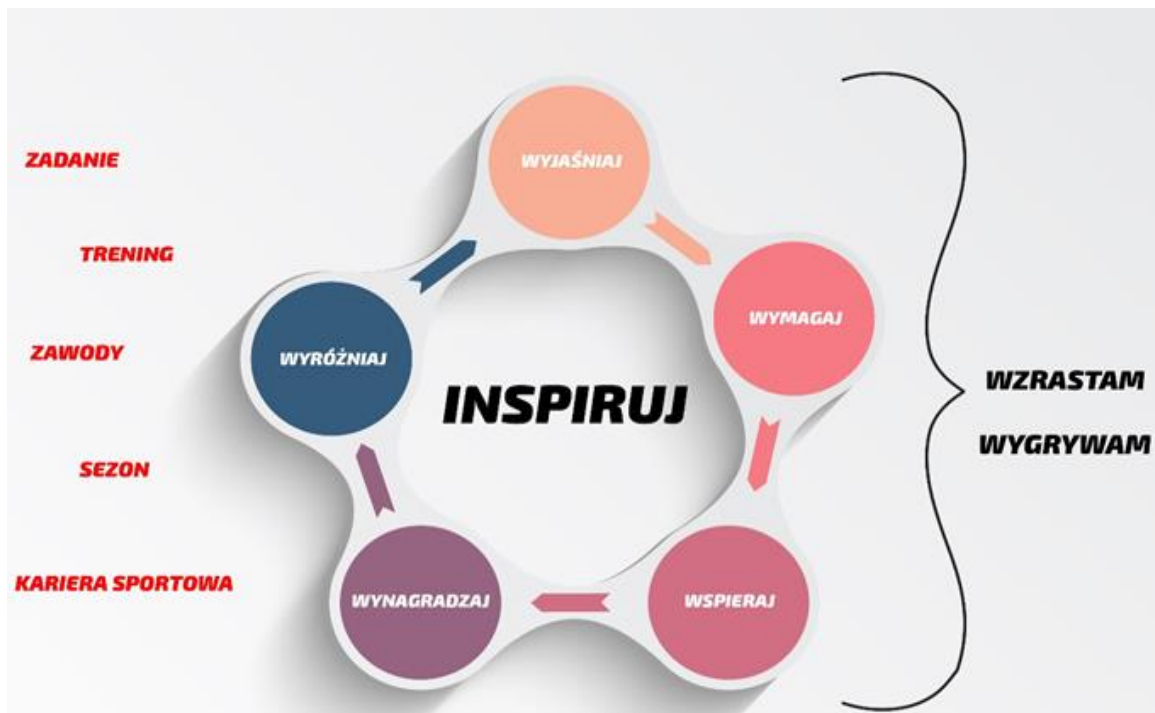 ZADANIE
TRENING
ZAWODY
SEZON
KARIERA SPORTOWA
WYJAŚNIAJ
WYMAGAJ
WSPIERAJ
WYNAGRADZAJ
WYRÓŻNIAJ
INSPIRUJ
WZRASTAM
WYGRYWAM